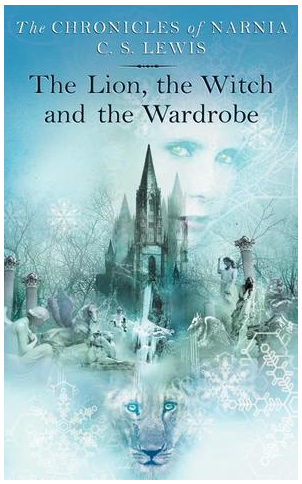 The CHRONICLES of NARNIA
C. S. LEWIS
The Lion, the Witch
and the Wardrobe